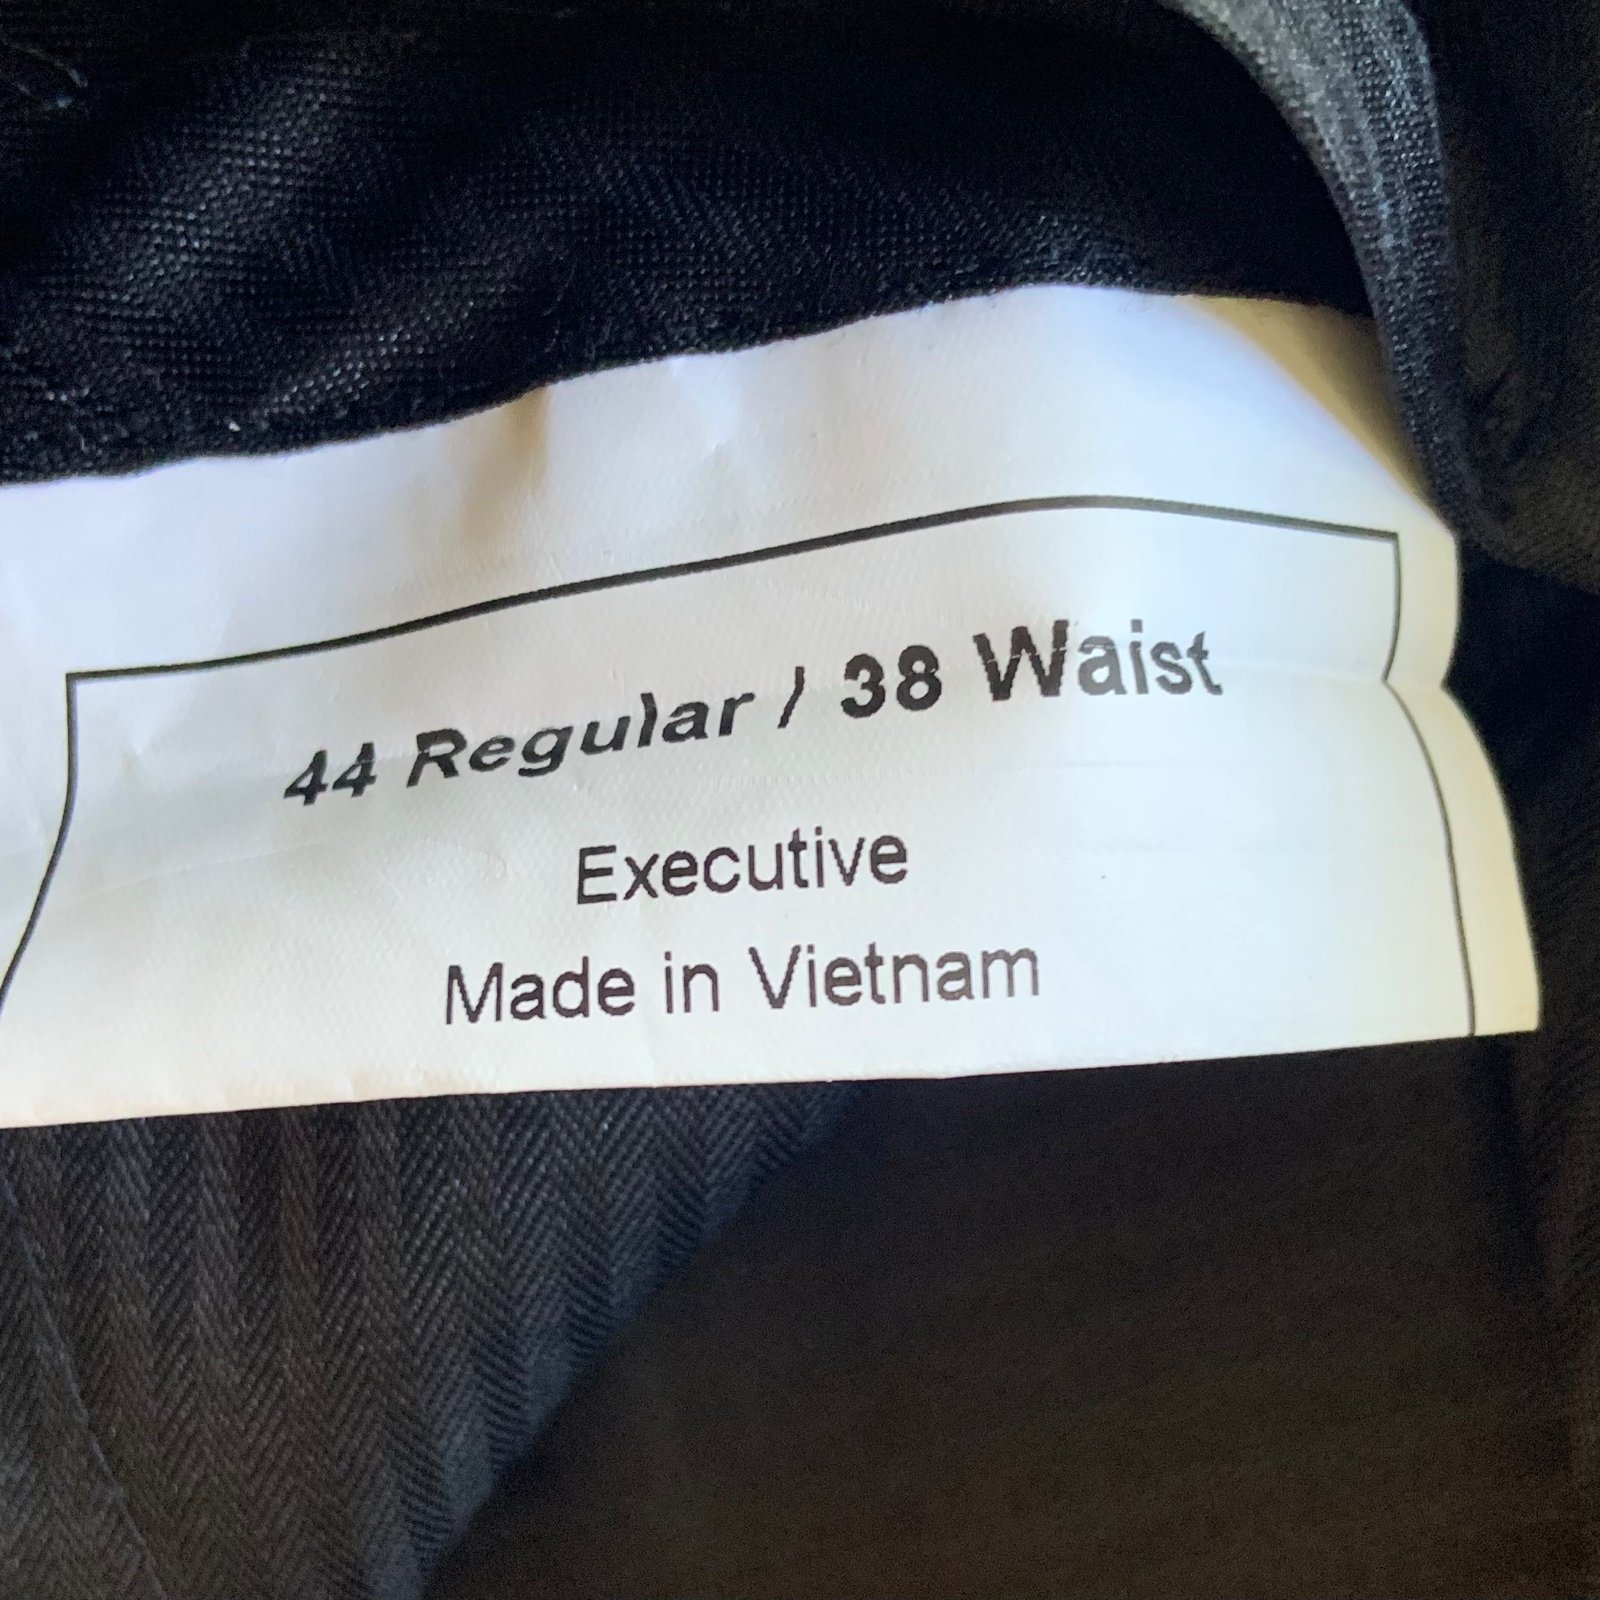 44 Regular / 38 Waist
Executive
Made in Vietnam